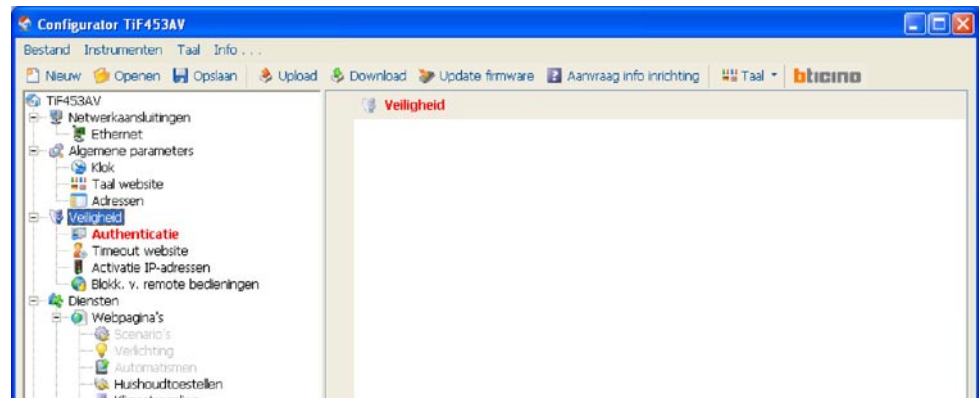 Configurator TiF453AV
Bestand Instrumenten Taal Info . . .
Nieuw Openen Opslaan Upload Download Update firmware Aanvraag info inrichting Taal bticino
TiF453AV
Netwerkaansluitingen
Ethernet
Algemene parameters
Klok
Taal website
Adressen
Veiligheid
Authenticatie
Timeout website
Activatie IP-adressen
Blokk. v. remote bedieningen
Diensten
Webpagina's
Scenario's
Verlichting
Automatismen
Huishoudtoestellen
Veiligheid